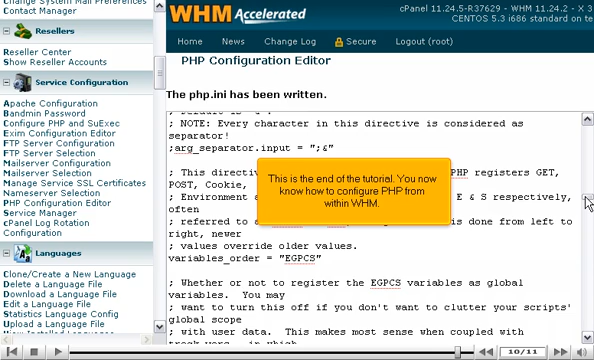 Change System Mail Preferences
Contact Manager
Resellers
Reseller Center
Show Reseller Accounts
Service Configuration
Apache Configuration
Bandmin Password
Configure PHP and SuExec
Exim Configuration Editor
FTP Server Configuration
FTP Server Selection
Mailserver Configuration
Mailserver Selection
Manage Service SSL Certificates
Nameserver Selection
PHP Configuration Editor
Service Manager
cPanel Log Rotation
Configuration
Languages
Clone/Create a New Language
Delete a Language File
Download a Language File
Edit a Language File
Statistics Language Config
Upload a Language File
WHM Accelerated
cPanel 11.24.5-R37629 - WHM 11.24.2 - X 3
CENTOS 5.3 i686 standard on te
Home News Change Log Secure Logout (root)
PHP Configuration Editor
The php.ini has been written.
; NOTE: Every character in this directive is considered as
separator!
;arg_separator.input = ";&"
; This directi
PHP registers GET,
POST, Cookie,
; Environment a
E & S respectively,
often
; referred to a
is done from left to
right, newer
; values override older values.
variables_order = "EGPCS"
; Whether or not to register the EGPCS variables as global
variables. You may
; want to turn this off if you don't want to clutter your scripts'
global scope
; with user data. This makes most sense when coupled with
This is the end of the tutorial. You now
know how to configure PHP from
within WHM.
10/11